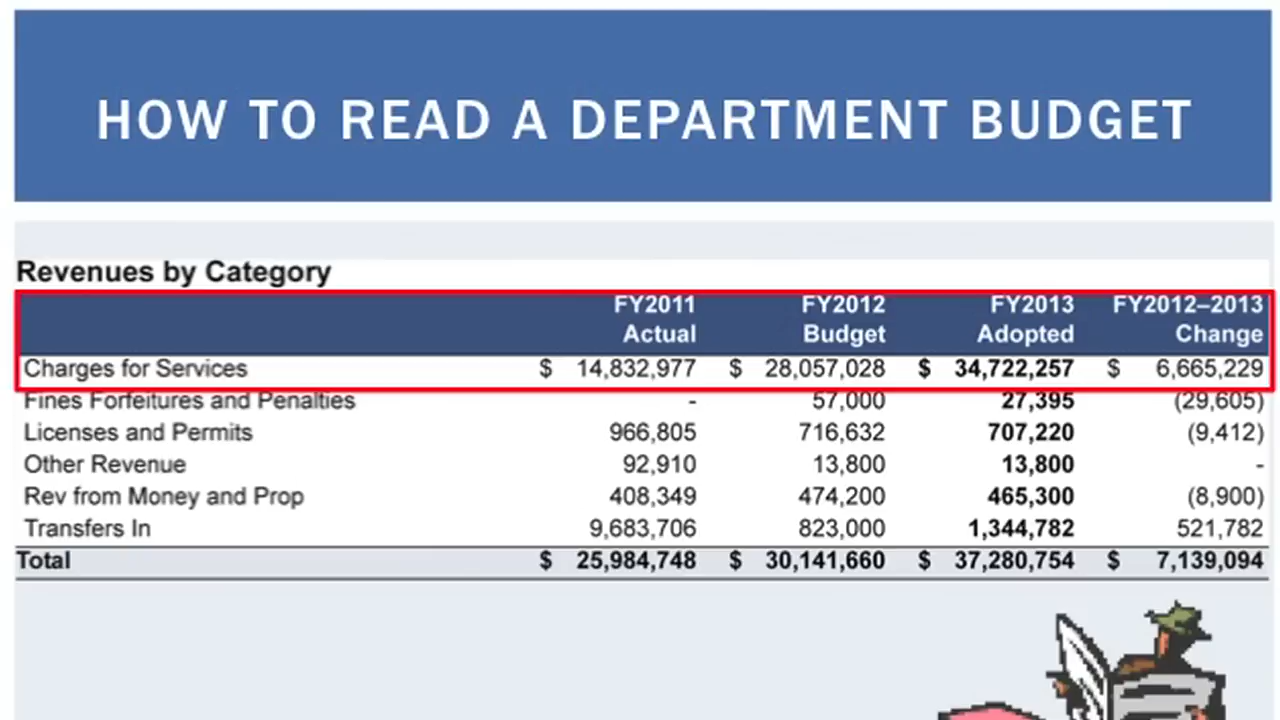 HOW TO READ A DEPARTMENT BUDGET
Revenues by Category
FY2011 FY2012 FY2013 FY2012–2013
Actual Budget Adopted Change
Charges for Services $ 14,832,977 $ 28,057,028 $ 34,722,257 $ 6,665,229
Fines Forfeitures and Penalties - 57,000 27,395 (29,605)
Licenses and Permits 966,805 716,632 707,220 (9,412)
Other Revenue 92,910 13,800 13,800 -
Rev from Money and Prop 408,349 474,200 465,300 (8,900)
Transfers In 9,683,706 823,000 1,344,782 521,782
Total $ 25,984,748 $ 30,141,660 $ 37,280,754 $ 7,139,094